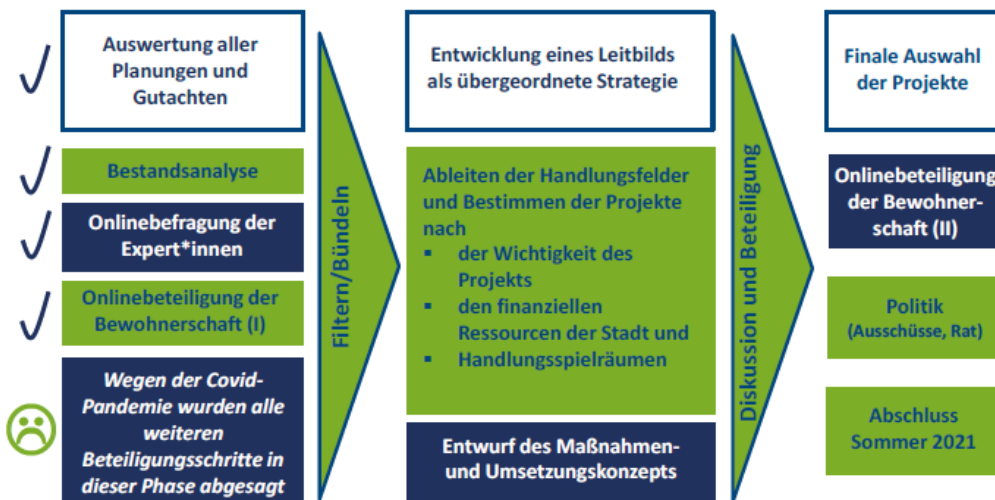 Auswertung aller
Planungen und
Gutachten
Bestandsanalyse
Onlinebefragung der
Expert*innen
Onlinebeteiligung der
Bewohnerschaft (I)
Wegen der Covid-
Pandemie wurden alle
weiteren
Beteiligungsschritte in
dieser Phase abgesagt
Filtern/Bündeln
Entwicklung eines Leitbilds
als übergeordnete Strategie
Ableiten der Handlungsfelder
und Bestimmen der Projekte
nach
▪ der Wichtigkeit des
Projekts
▪ den finanziellen
Ressourcen der Stadt und
▪ Handlungsspielräumen
Entwurf des Maßnahmen-
und Umsetzungskonzepts
Diskussion und Beteiligung
Finale Auswahl
der Projekte
Onlinebeteiligung
der Bewohner-
schaft (II)
Politik
(Ausschüsse, Rat)
Abschluss
Sommer 2021